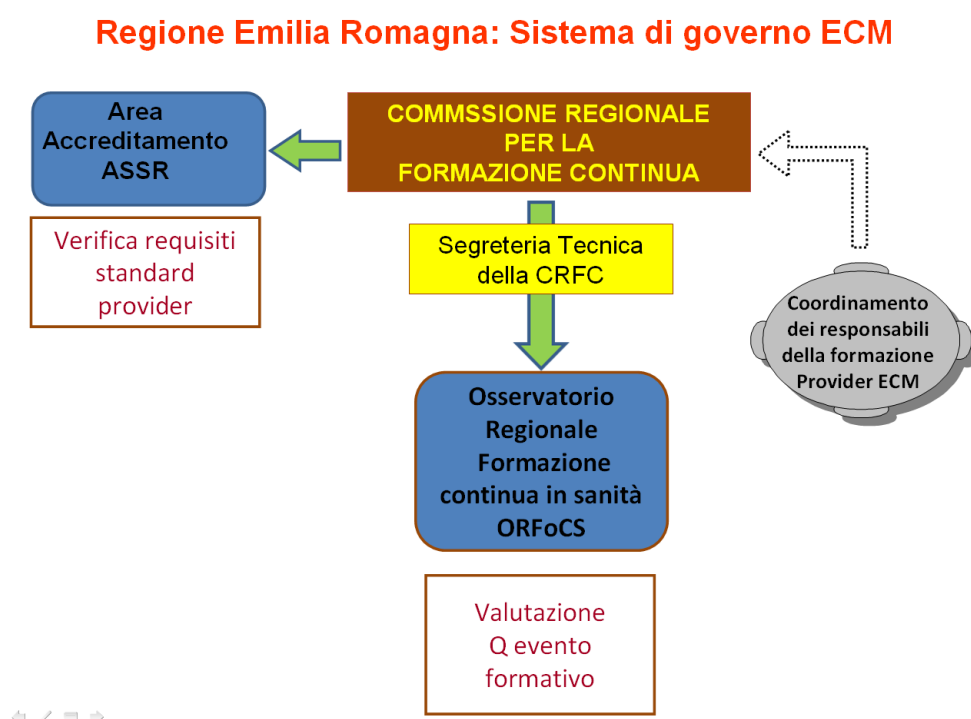 Regione Emilia Romagna: Sistema di governo ECM
Area
Accreditamento
ASSR
COMMSSIONE REGIONALE
PER LA
FORMAZIONE CONTINUA
Verifica requisiti
standard
provider
Segreteria Tecnica
della CRFC
Coordinamento
dei responsabili
della formazione
Provider ECM
Osservatorio
Regionale
Formazione
continua in sanità
ORFoCS
Valutazione
Q evento
formativo